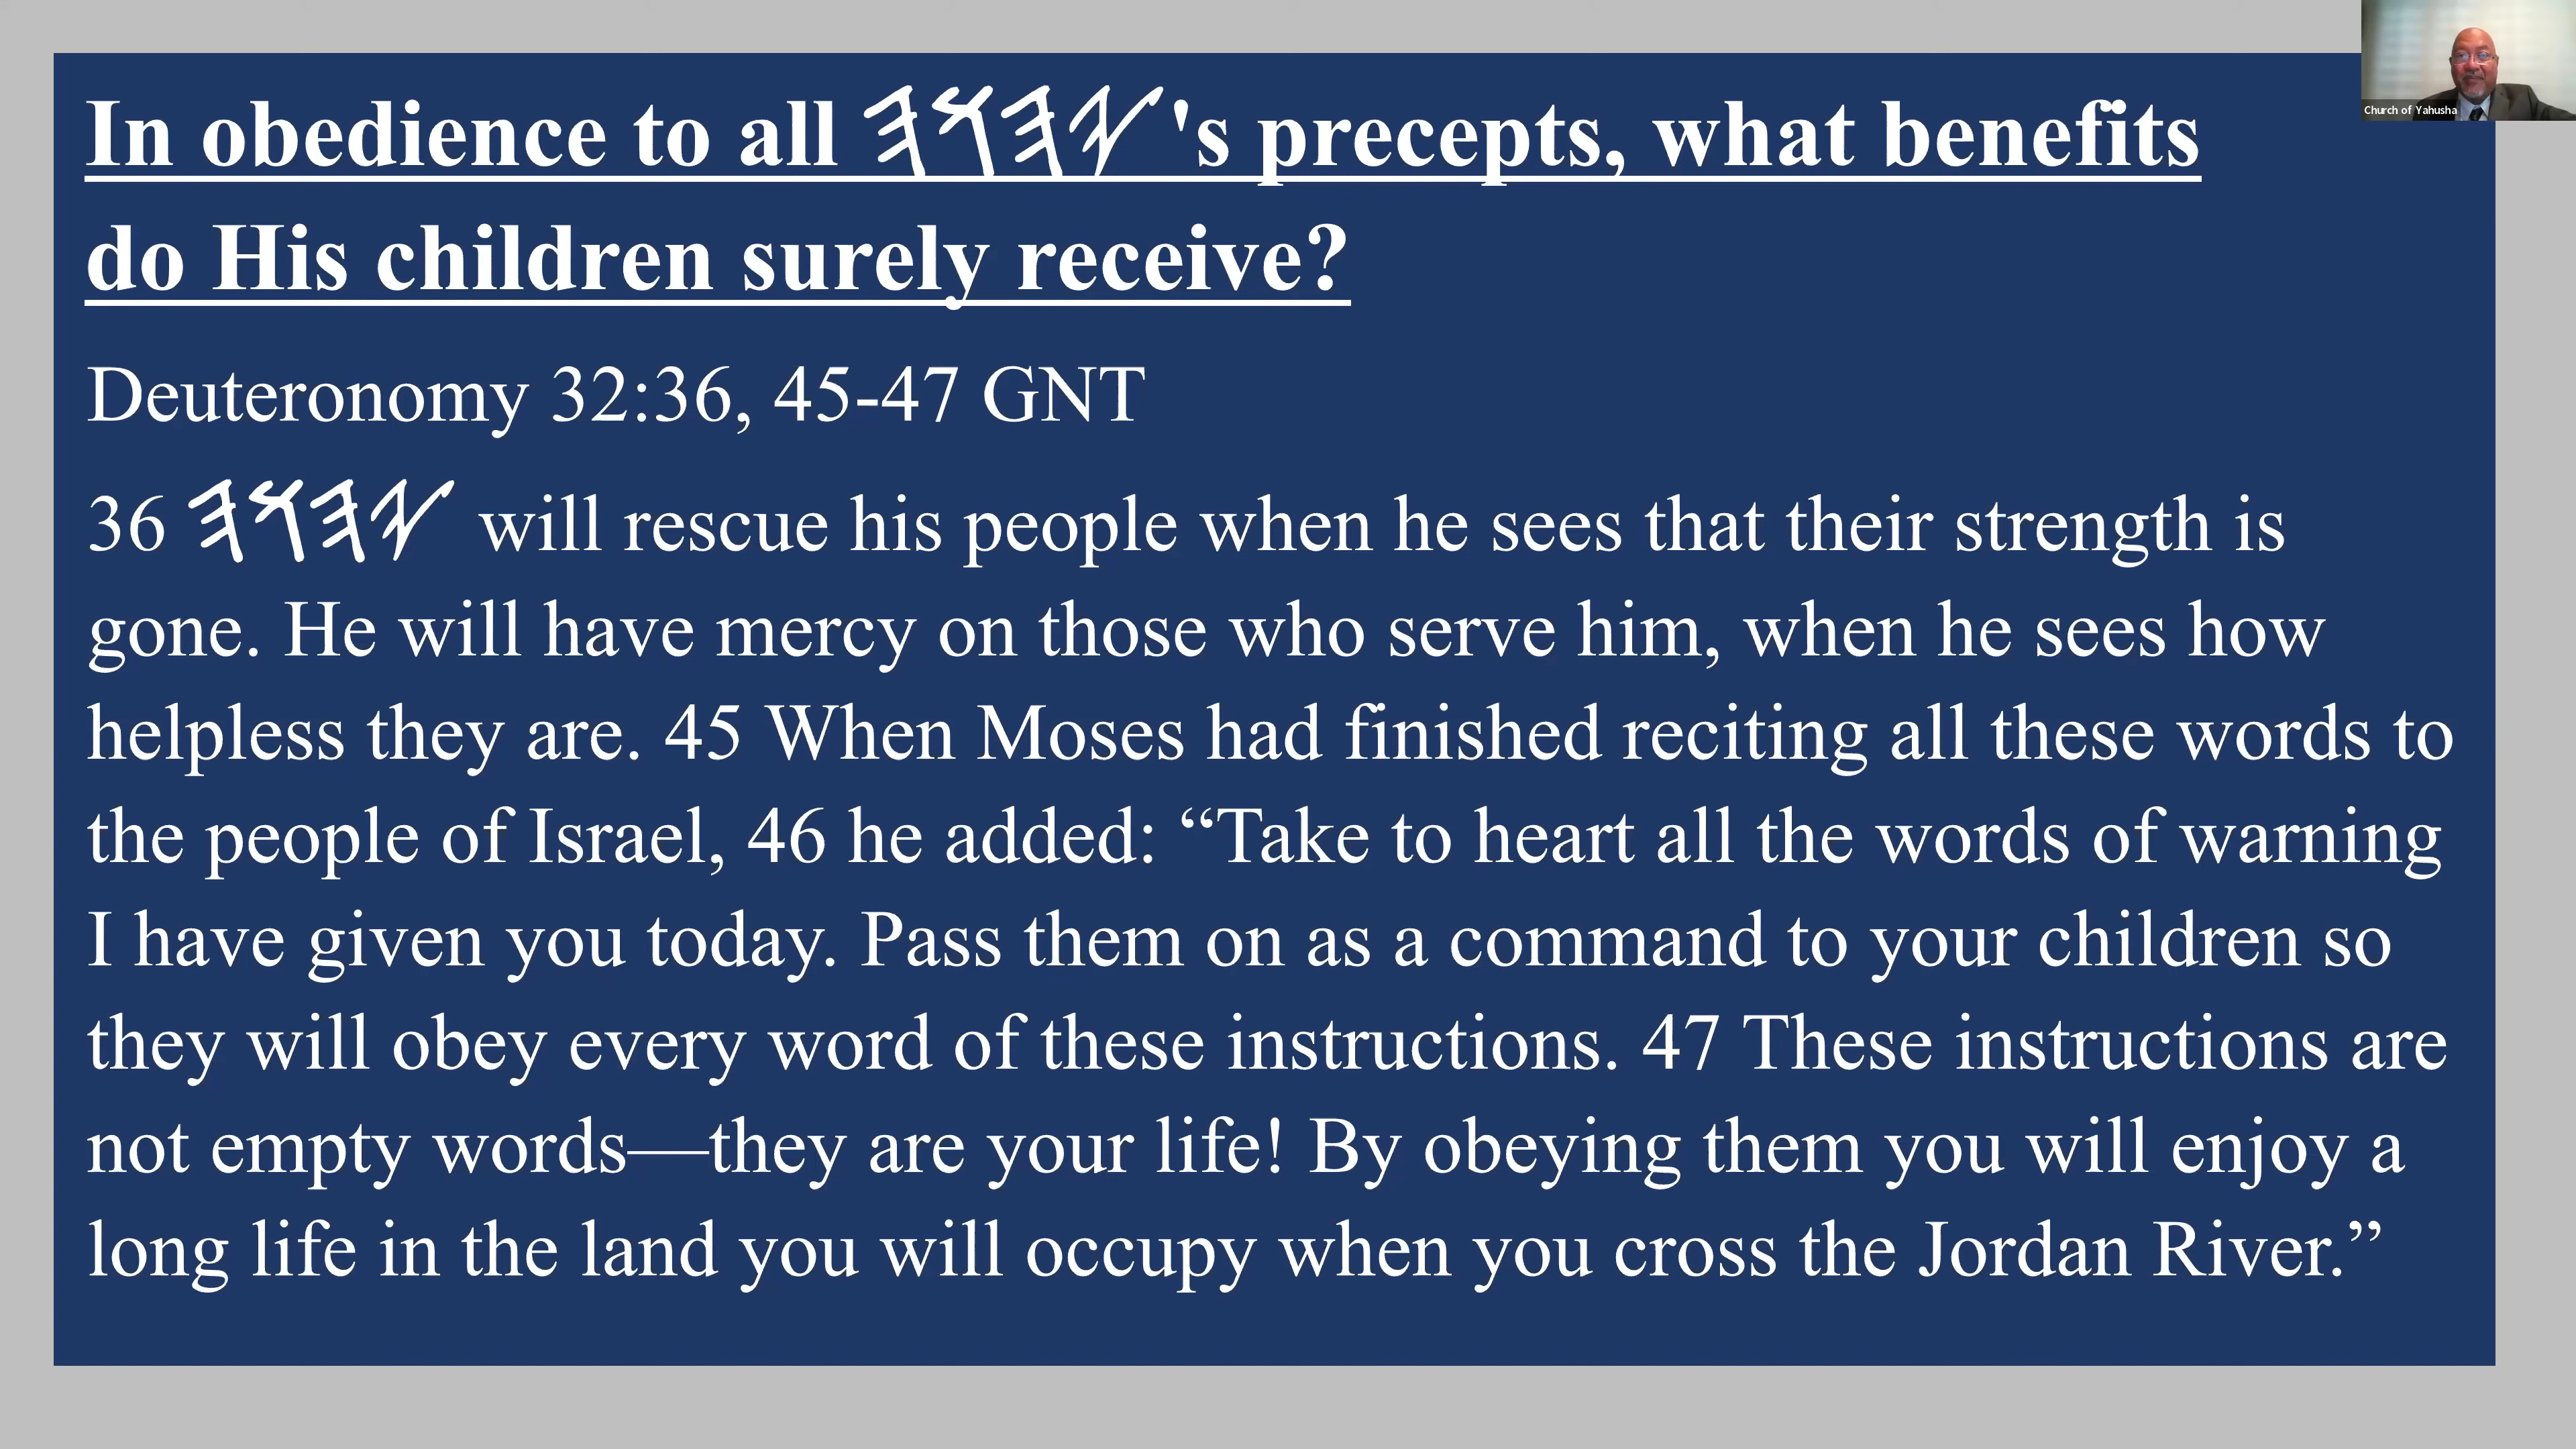 In obedience to all 𐤉𐤄𐤅𐤄's precepts, what benefits
do His children surely receive?
Deuteronomy 32:36, 45-47 GNT
36 𐤉𐤄𐤅𐤄 will rescue his people when he sees that their strength is
gone. He will have mercy on those who serve him, when he sees how
helpless they are. 45 When Moses had finished reciting all these words to
the people of Israel, 46 he added: “Take to heart all the words of warning
I have given you today. Pass them on as a command to your children so
they will obey every word of these instructions. 47 These instructions are
not empty words—they are your life! By obeying them you will enjoy a
long life in the land you will occupy when you cross the Jordan River.”
Church of Yahusha